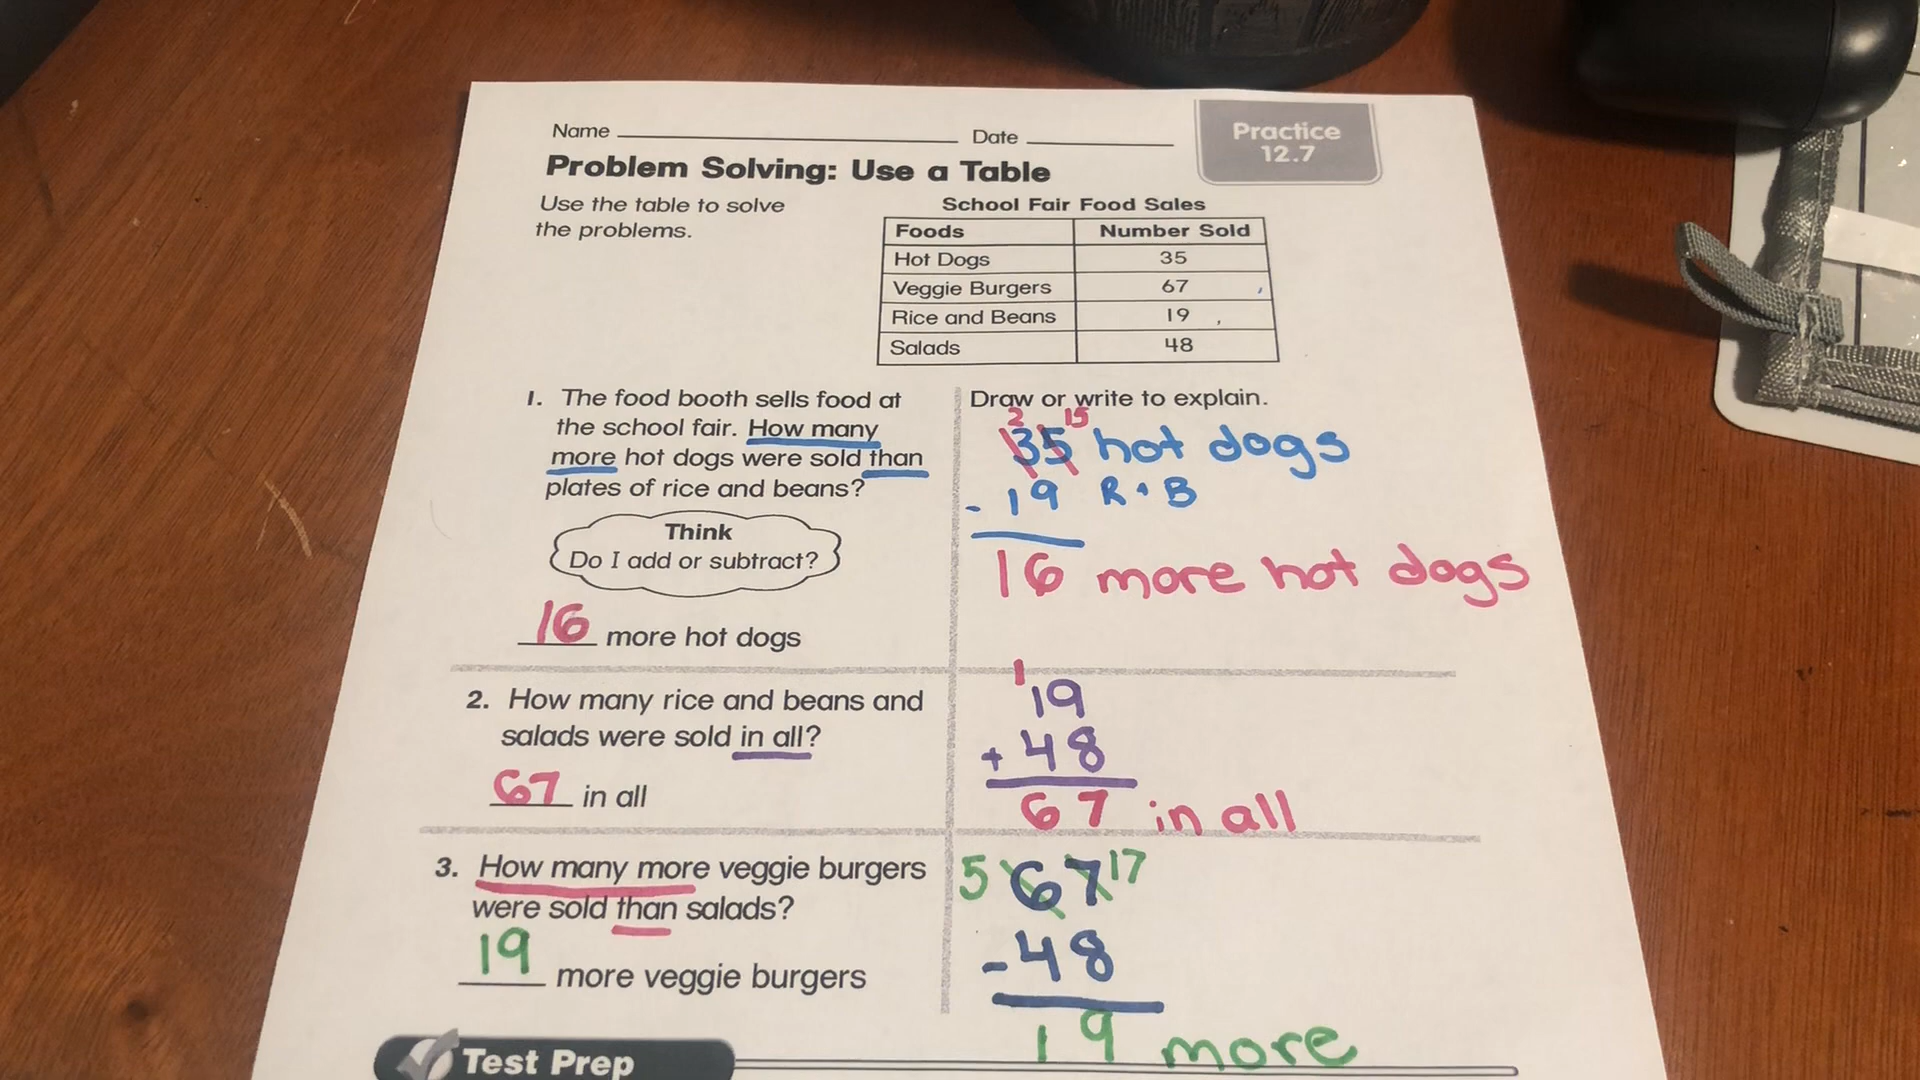 Name Date
Practice
12.7
Problem Solving: Use a Table
Use the table to solve
the problems.
School Fair Food Sales
Foods Number Sold
Hot Dogs 35
Veggie Burgers 67
Rice and Beans 19
Salads 48
1. The food booth sells food at
the school fair. How many
more hot dogs were sold than
plates of rice and beans?
Think
Do I add or subtract?
16 more hot dogs
Draw or write to explain.
2 15
35 hot dogs
- 19 R + B
16 more hot dogs
2. How many rice and beans and
salads were sold in all?
67 in all
1
19
+ 48
67 in all
3. How many more veggie burgers
were sold than salads?
19 more veggie burgers
5 67 17
- 48
19 more
Test Prep